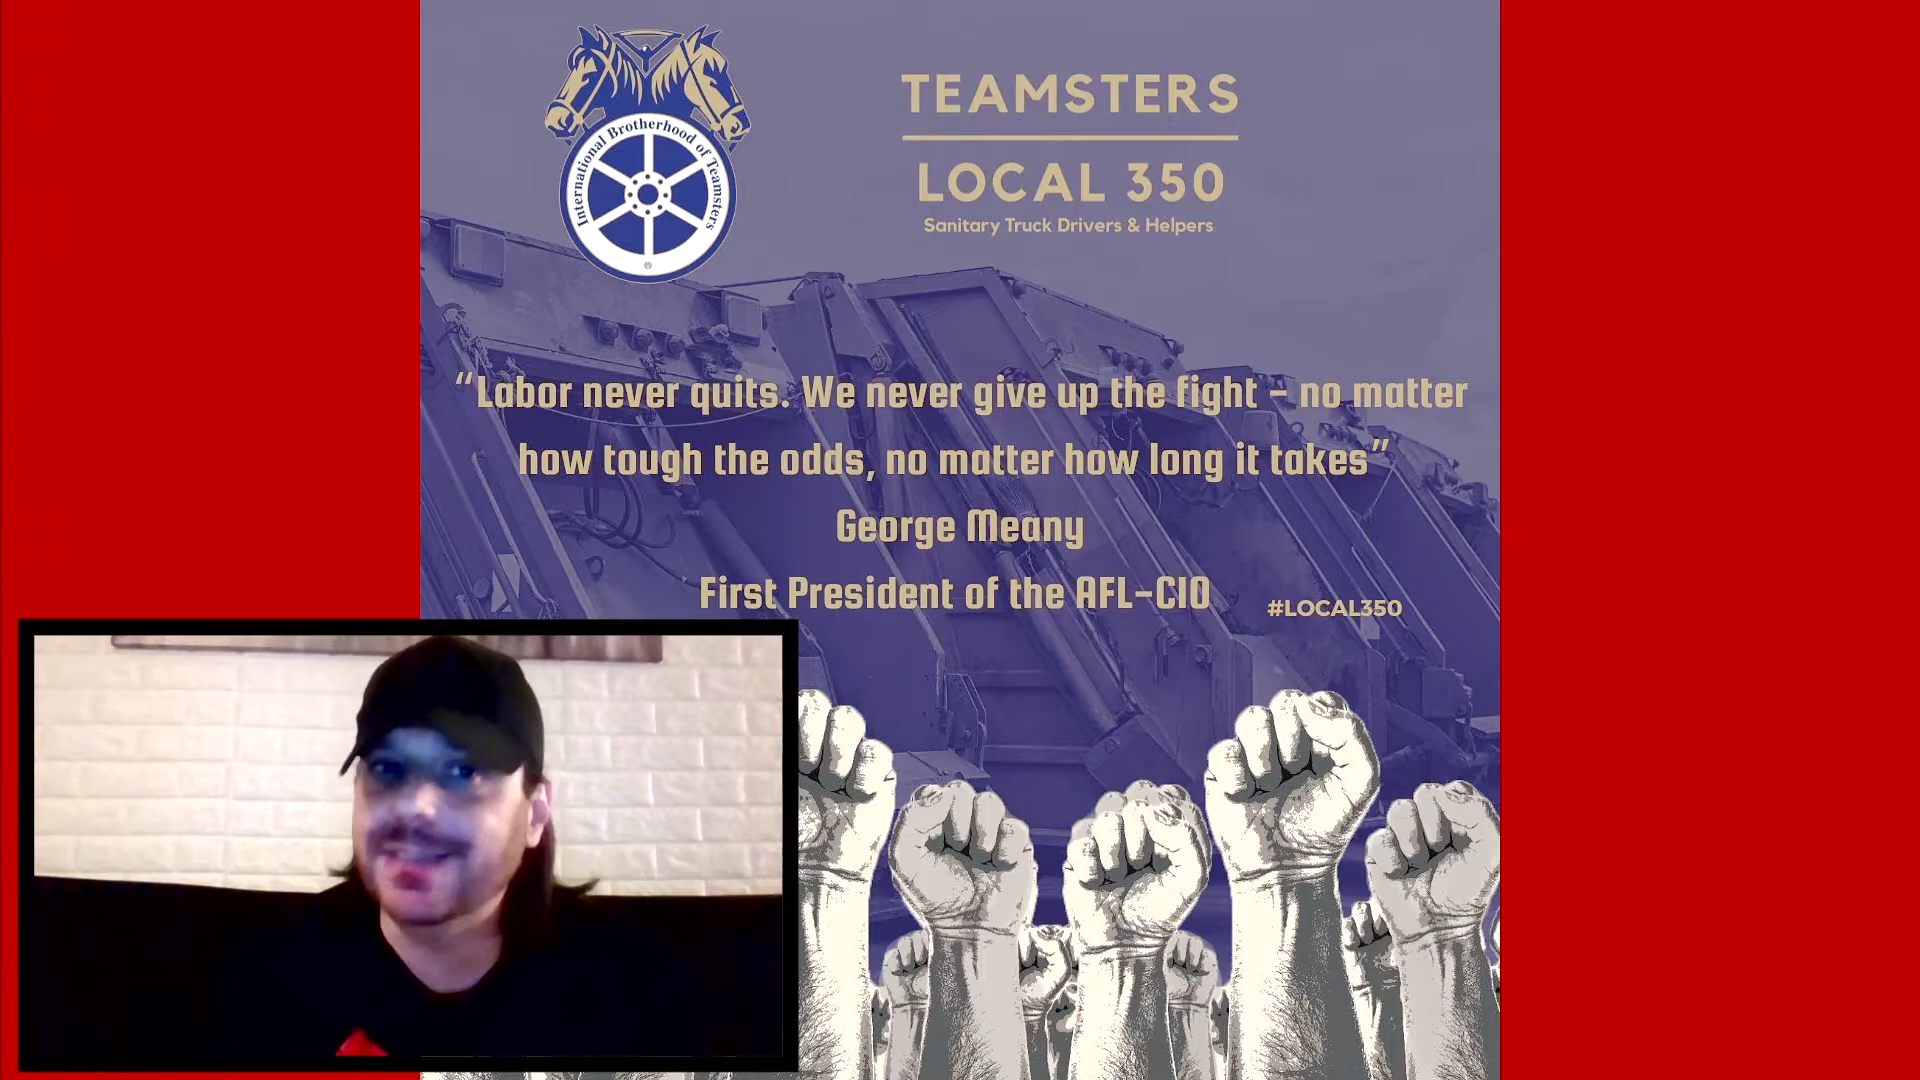 International Brotherhood of Teamsters
®
TEAMSTERS
LOCAL 350
Sanitary Truck Drivers & Helpers
“Labor never quits. We never give up the fight – no matter
how tough the odds, no matter how long it takes”
George Meany
First President of the AFL-CIO
#LOCAL350